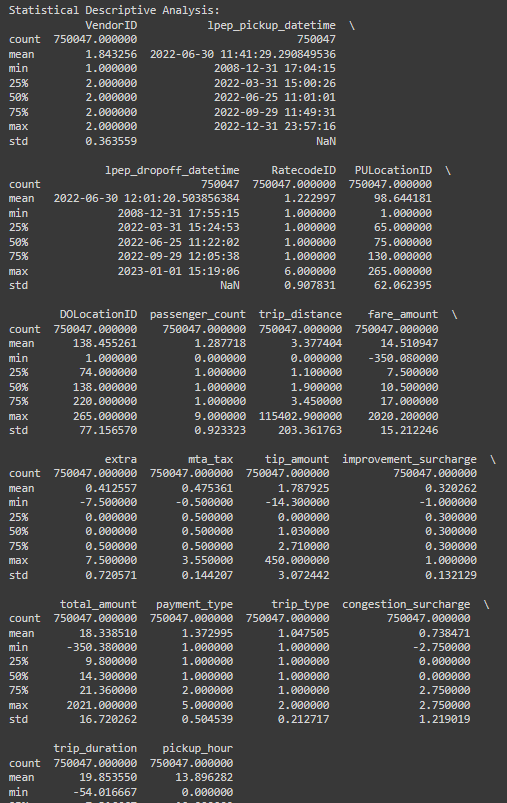 Statistical Descriptive Analysis:
VendorID lpep_pickup_datetime \
count 750047.000000 750047
mean 1.843256 2022-06-30 11:41:29.290849536
min 1.000000 2008-12-31 17:04:15
25% 2.000000 2022-03-31 15:00:26
50% 2.000000 2022-06-25 11:01:01
75% 2.000000 2022-09-29 11:49:31
max 2.000000 2022-12-31 23:57:16
std 0.363559 NaN
lpep_dropoff_datetime RatecodeID PULocationID \
count 750047 750047.000000 750047.000000
mean 2022-06-30 12:01:20.503856384 1.222997 98.644181
min 2008-12-31 17:55:15 1.000000 1.000000
25% 2022-03-31 15:24:53 1.000000 65.000000
50% 2022-06-25 11:22:02 1.000000 75.000000
75% 2022-09-29 12:05:38 1.000000 130.000000
max 2023-01-01 15:19:06 6.000000 265.000000
std NaN 0.907831 62.062395
DOLocationID passenger_count trip_distance fare_amount \
count 750047.000000 750047.000000 750047.000000 750047.000000
mean 138.455261 1.287718 3.377404 14.510947
min 1.000000 0.000000 0.000000 -350.080000
25% 74.000000 1.000000 1.100000 7.500000
50% 138.000000 1.000000 1.900000 10.500000
75% 220.000000 1.000000 3.450000 17.000000
max 265.000000 9.000000 115402.900000 2020.200000
std 77.156570 0.923323 203.361763 15.212246
extra mta_tax tip_amount improvement_surcharge \
count 750047.000000 750047.000000 750047.000000 750047.000000
mean 0.412557 0.475361 1.787925 0.320262
min -7.500000 -0.500000 -14.300000 -1.000000
25% 0.000000 0.500000 0.000000 0.300000
50% 0.000000 0.500000 1.030000 0.300000
75% 0.500000 0.500000 2.710000 0.300000
max 7.500000 3.550000 450.000000 1.000000
std 0.720571 0.144207 3.072442 0.132129
total_amount payment_type trip_type congestion_surcharge \
count 750047.000000 750047.000000 750047.000000 750047.000000
mean 18.338510 1.372995 1.047505 0.738471
min -350.380000 1.000000 1.000000 -2.750000
25% 9.800000 1.000000 1.000000 0.000000
50% 14.300000 1.000000 1.000000 0.000000
75% 21.360000 2.000000 1.000000 2.750000
max 2021.000000 5.000000 2.000000 2.750000
std 16.720262 0.504539 0.212717 1.219019
trip_duration pickup_hour
count 750047.000000 750047.000000
mean 19.853550 13.896282
min -54.016667 0.000000